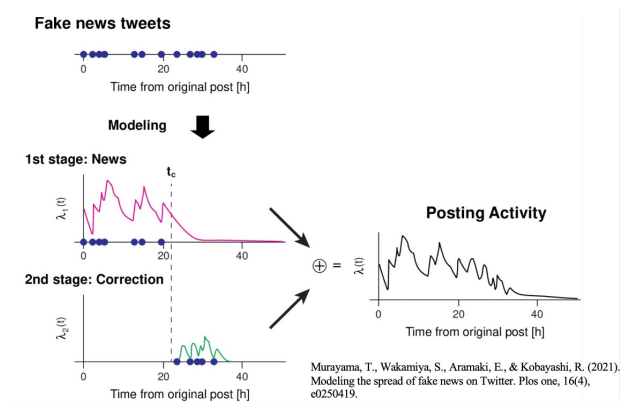 Fake news tweets
0 20 40
Time from original post [h]
Modeling
1st stage: News
tc
λ1(t)
0 20 40
2nd stage: Correction
λ2(t)
0 20 40
Time from original post [h]
Posting Activity
⊕ = λ(t)
0 20 40
Time from original post [h]
Murayama, T., Wakamiya, S., Aramaki, E., & Kobayashi, R. (2021).
Modeling the spread of fake news on Twitter. Plos one, 16(4),
e0250419.